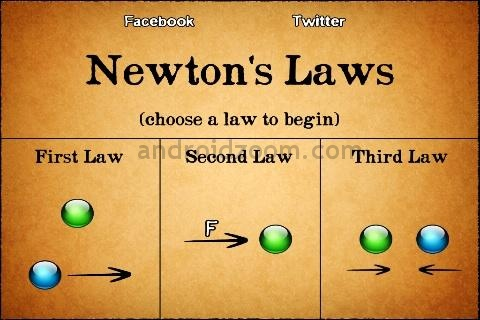 Facebook Twitter
Newton's Laws
(choose a law to begin)
androidzoom.com
First Law Second Law Third Law
F